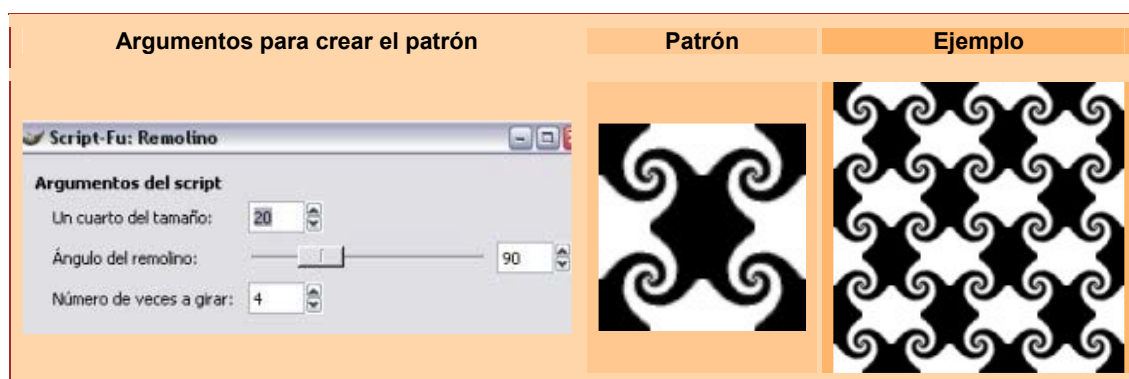 Argumentos para crear el patrón
Patrón
Ejemplo
Script-Fu: Remolino
Argumentos del script
Un cuarto del tamaño: 20
Ángulo del remolino: 90
Número de veces a girar: 4